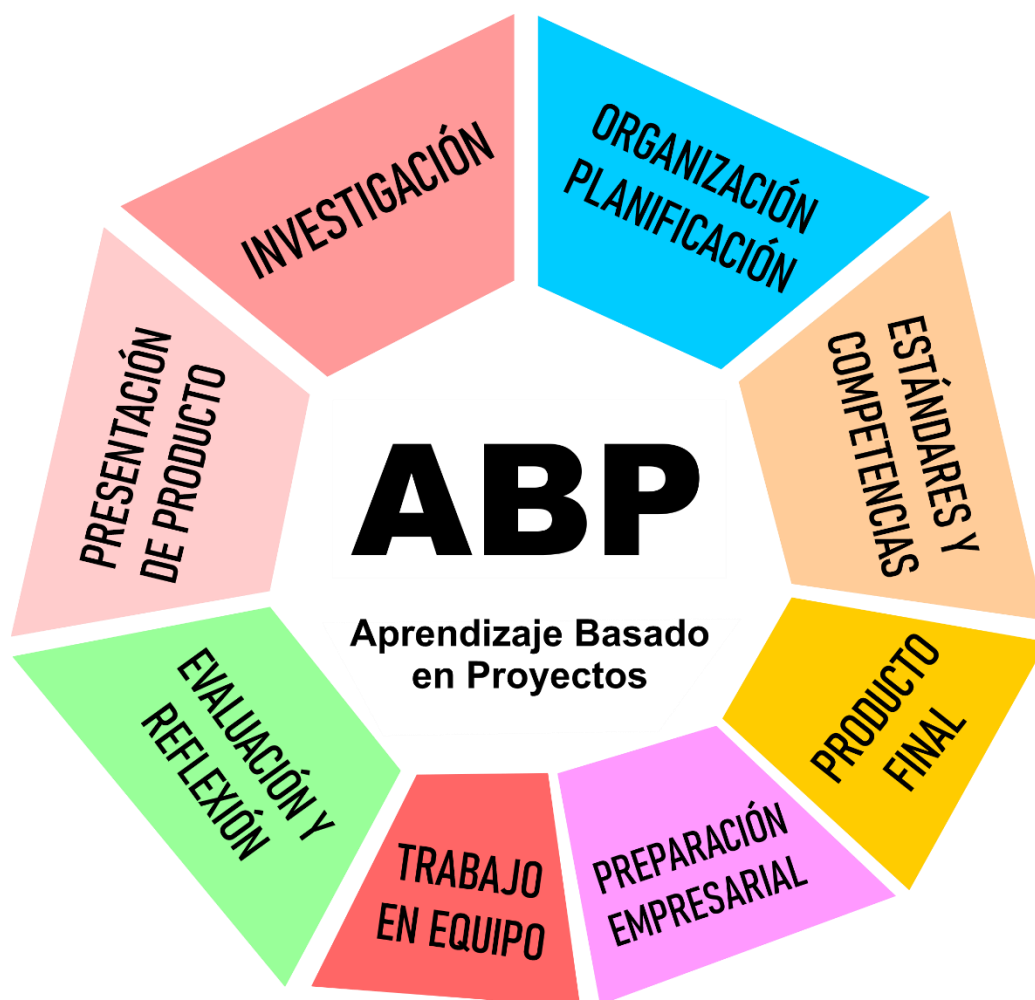 INVESTIGACIÓN
ORGANIZACIÓN
PLANIFICACIÓN
ESTÁNDARES Y
COMPETENCIAS
PRODUCTO
FINAL
PREPARACIÓN
EMPRESARIAL
TRABAJO
EN EQUIPO
EVALUACIÓN Y
REFLEXIÓN
PRESENTACIÓN
DE PRODUCTO
ABP
Aprendizaje Basado
en Proyectos